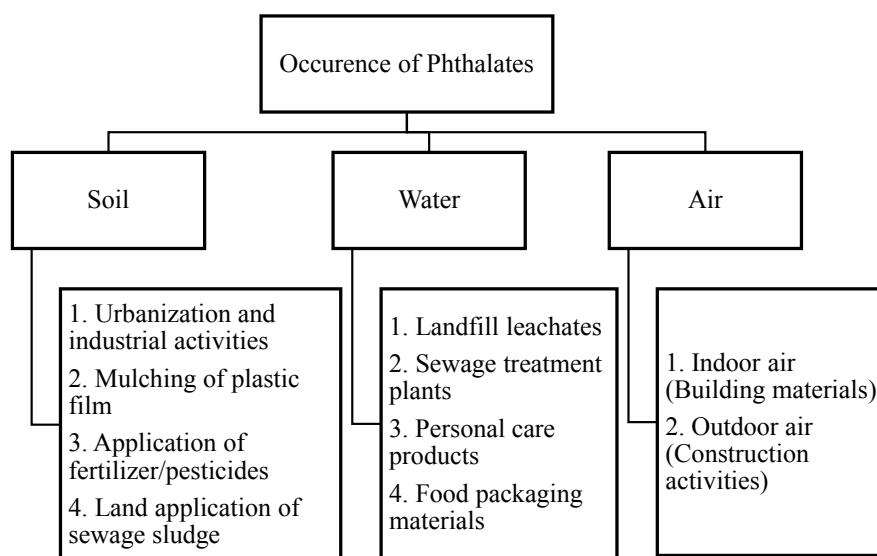 Occurence of Phthalates
Soil
Water
Air
1. Urbanization and
industrial activities
2. Mulching of plastic
film
3. Application of
fertilizer/pesticides
4. Land application of
sewage sludge
1. Landfill leachates
2. Sewage treatment
plants
3. Personal care
products
4. Food packaging
materials
1. Indoor air
(Building materials)
2. Outdoor air
(Construction
activities)